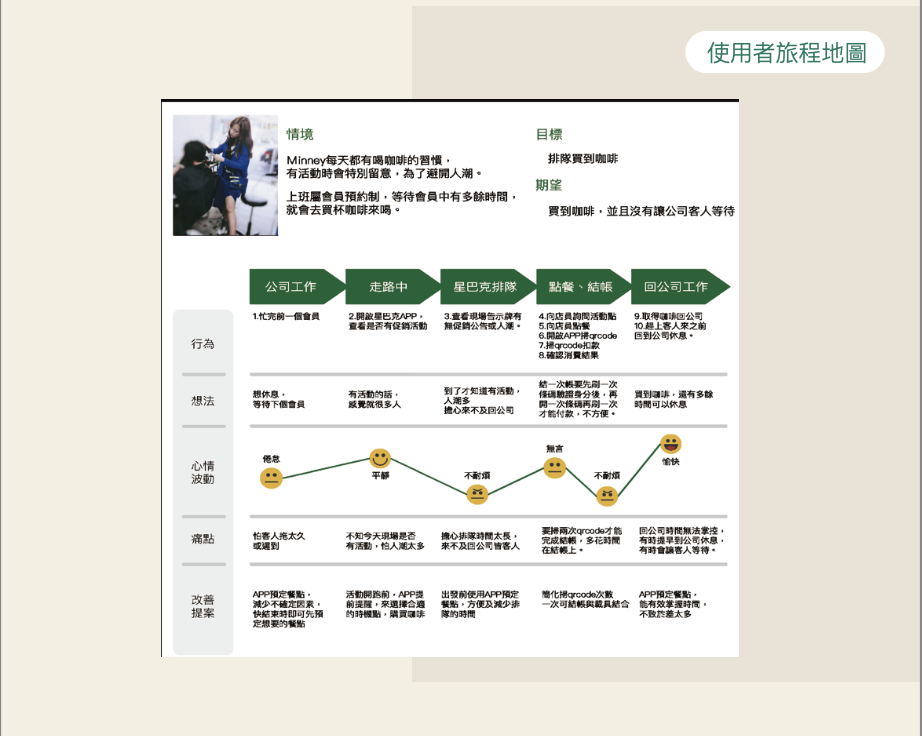 使用者旅程地圖
情境
Minney每天都有喝咖啡的習慣，
有活動時會特別留意，為了避開人潮。
上班屬會員預約制，等待會員中有多餘時間，
就會去買杯咖啡來喝。
目標
排隊買到咖啡
期望
買到咖啡，並且沒有讓公司客人等待
公司工作
走路中
星巴克排隊
點餐、結帳
回公司工作
行為
1.忙完前一個會員
2.開啟星巴克APP，
查看是否有促銷活動
3.查看現場告示牌有
無促銷公告或人潮。
4.向店員詢問活動點
5.向店員點餐
6.開啟APP掃qrcode
7.掃qrcode扣款
8.確認消費結果
9.取得咖啡回公司
10.趕上客人來之前
回到公司休息。
想法
想休息，
等待下個會員
有活動的話，
感覺就很多人
到了才知道有活動，
人潮多
擔心來不及回公司
結一次帳要先刷一次
條碼驗證身分後，再
開一次條碼再刷一次
才能付款，不方便。
買到咖啡，還有多餘
時間可以休息
心情
波動
倦怠
平靜
不耐煩
無言
不耐煩
愉快
痛點
怕客人拖太久
或遲到
不知今天現場是否
有活動，怕人潮太多
擔心排隊時間太長，
來不及回公司皆客人
要掃兩次qrcode才能
完成結帳，多花時間
在結帳上。
回公司時間無法掌控，
有時提早到公司休息，
有時會讓客人等待。
改善
提案
APP預定餐點，
減少不確定因素，
快結束時即可先預
定想要的餐點
活動開跑前，APP提
前提醒，來選擇合適
的時機點，購買咖啡
出發前使用APP預定
餐點，方便及減少排
隊的時間
簡化掃qrcode次數
一次可結帳與載具結合
APP預定餐點，
能有效掌握時間，
不致於差太多